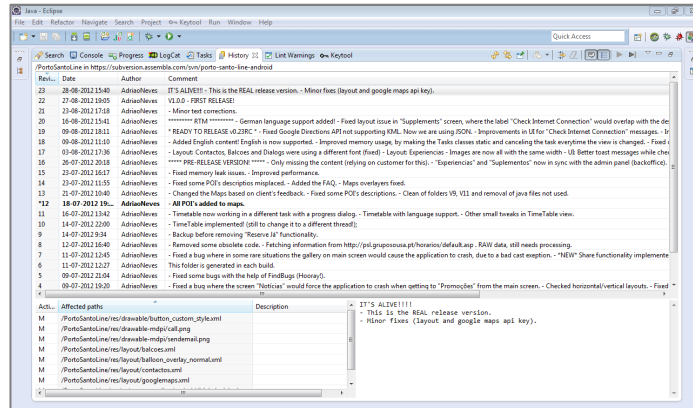 Java - Eclipse
File Edit Refactor Navigate Search Project Keytool Run Window Help
Quick Access
Search Console Progress LogCat Tasks History Lint Warnings Keytool
/PortoSantoLine in https://subversion.assembla.com/svn/porto-santo-line-android
Revi... Date Author Comment
23 28-08-2012 15:40 AdriaoNeves IT'S ALIVE!!!! - This is the REAL release version. - Minor fixes (layout and google maps api key).
22 27-08-2012 19:05 AdriaoNeves V1.0.0 - FIRST RELEASE!
21 23-08-2012 17:18 AdriaoNeves - Minor text corrections.
20 16-08-2012 15:41 AdriaoNeves ********* RTM ********* - German language support added! - Fixed layout issue in "Suplementos" screen, where the label "Check Internet Connection" would overlap with the des
19 09-08-2012 18:11 AdriaoNeves * READY TO RELEASE v0.23RC * - Fixed Google Directions API not supporting KML. Now we are using JSON. - Improvements in UI for "Check Internet Connection" messages. - In
18 09-08-2012 11:10 AdriaoNeves - Added English content! English is now supported. - Improved memory usage, by making the Tasks classes static and canceling the task everytime the view is changed. - Fixed c
17 03-08-2012 17:36 AdriaoNeves - Layout: Contactos, Balcoes and Dialogs were using a different font (fixed) - Layout: Experiencias - Images are now all with the same width - UI: Better toast messages while chec
16 26-07-2012 20:18 AdriaoNeves ***** PRE-RELEASE VERSION! ***** - Only missing the content (relying on customer for this). - "Experiencias" and "Suplementos" now in sync with the admin panel (backoffice).
15 23-07-2012 16:17 AdriaoNeves - Fixed memory leak issues. - Improved performance.
14 23-07-2012 11:55 AdriaoNeves - Fixed some POI's descriptios misplaced. - Added the FAQ. - Maps overlayers fixed.
13 21-07-2012 10:40 AdriaoNeves - Changed the Maps based on client's feedback. - Fixed some POI's descriptions. - Clean of folders V9, V11 and removal of java files not used.
*12 18-07-2012 19:... AdriaoNeves - All POI's added to maps.
11 16-07-2012 13:42 AdriaoNeves - Timetable now working in a different task with a progress dialog. - Timetable with language support. - Other small tweaks in TimeTable view.
10 14-07-2012 22:00 AdriaoNeves - TimeTable implemented! (still to change it to a different thread!);
9 14-07-2012 9:34 AdriaoNeves - Backup before removing "Reserve Já" functionality.
8 12-07-2012 16:40 AdriaoNeves - Removed some obsolete code. - Fetching information from http://psl.gruposousa.pt/horarios/default.asp . RAW data, still needs processing.
7 11-07-2012 12:45 AdriaoNeves - Fixed a bug where in some rare situations the gallery on main screen would cause the application to crash, due to a bad cast exeption. - *NEW* Share functionality implemente
6 11-07-2012 12:27 AdriaoNeves This folder is generated in each build.
5 09-07-2012 21:04 AdriaoNeves - Fixed some bugs with the help of FindBugs (Hooray!).
4 09-07-2012 19:20 AdriaoNeves - Fixed a bug where the screen "Notícias" would force the application to crash when getting to "Promoções" from the main screen. - Checked horizontal/vertical layouts. - Fixed
Acti... Affected paths Description
M /PortoSantoLine/res/drawable/button_custom_style.xml
M /PortoSantoLine/res/drawable-mdpi/call.png
M /PortoSantoLine/res/drawable-mdpi/sendemail.png
M /PortoSantoLine/res/layout/balcoes.xml
M /PortoSantoLine/res/layout/balloon_overlay_normal.xml
M /PortoSantoLine/res/layout/contactos.xml
M /PortoSantoLine/res/layout/googlemaps.xml
IT'S ALIVE!!!!
- This is the REAL release version.
- Minor fixes (layout and google maps api key).